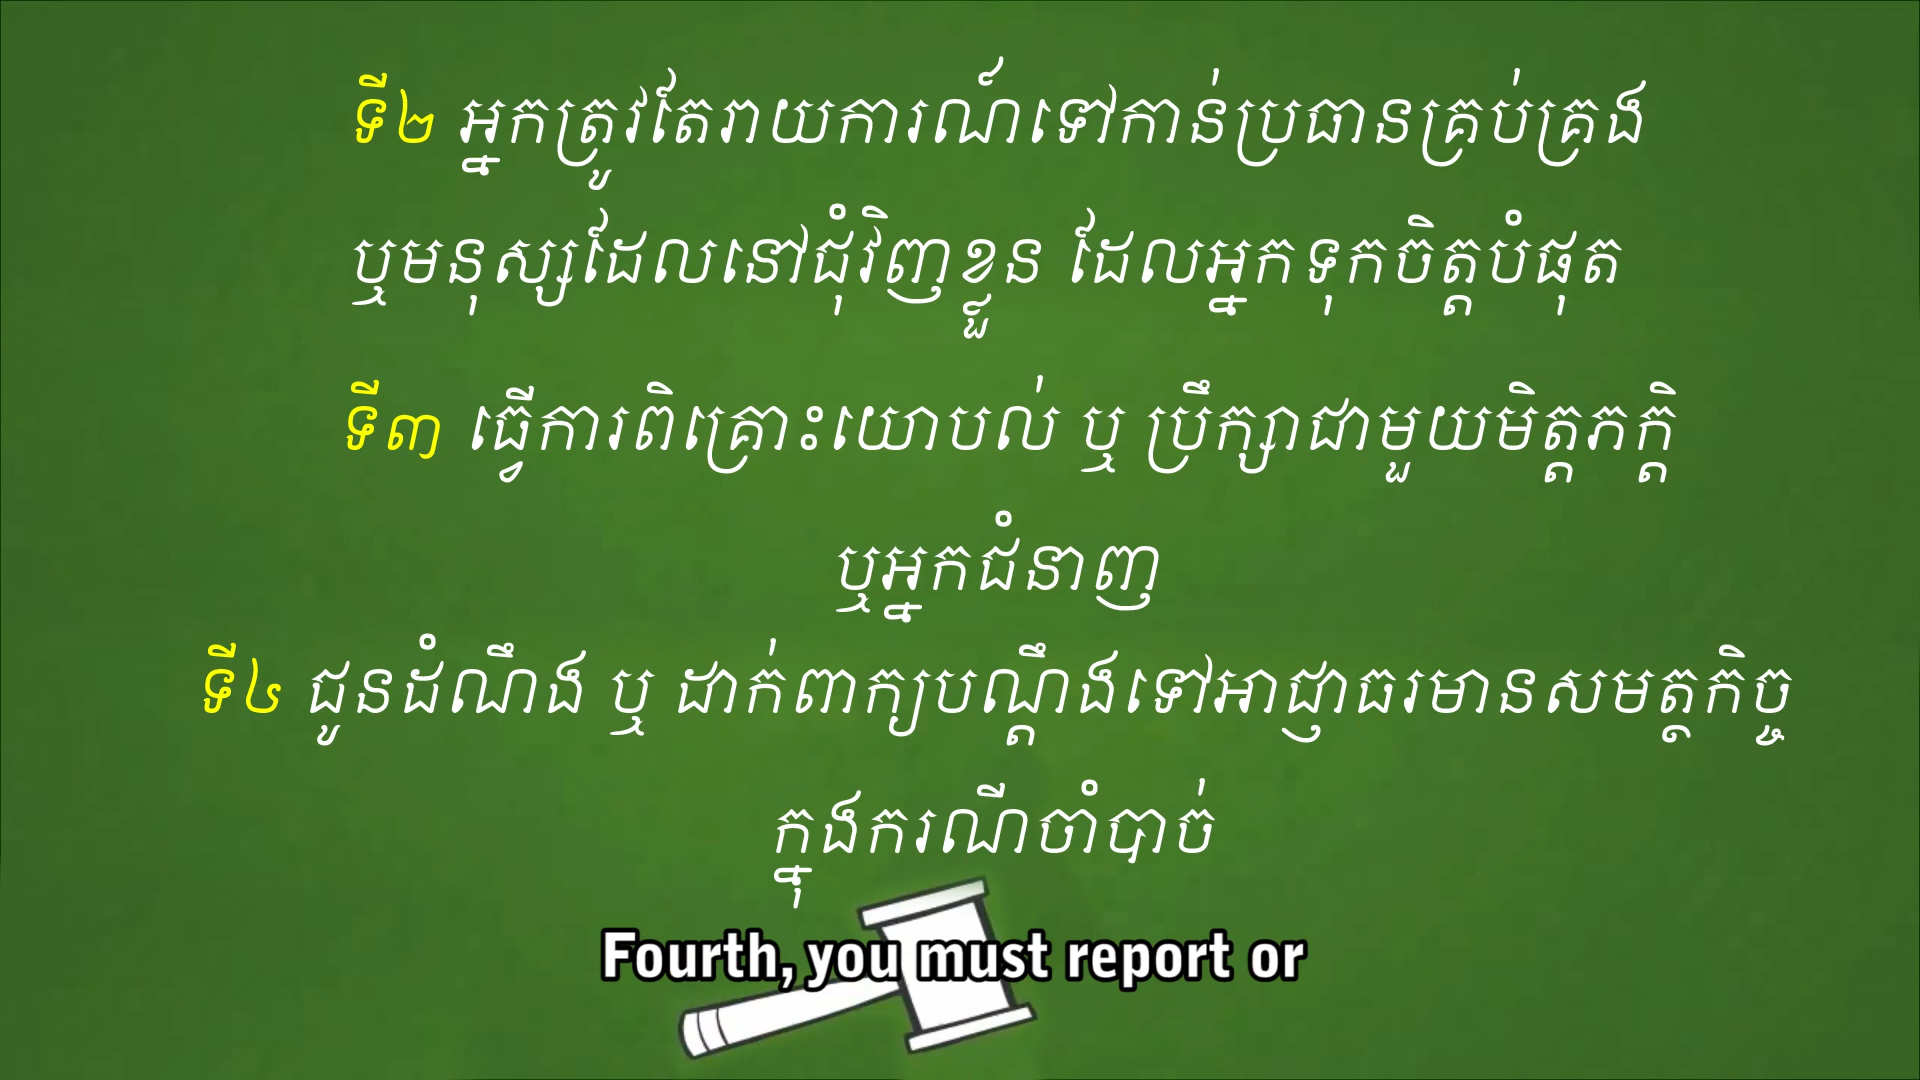 ទី២ អ្នកត្រូវតែរាយការណ៍ទៅកាន់ប្រធានគ្រប់គ្រង
ឬមនុស្សដែលនៅជុំវិញខ្លួន ដែលអ្នកទុកចិត្តបំផុត
ទី៣ ធ្វើការពិគ្រោះយោបល់ ឬ ប្រឹក្សាជាមួយមិត្តភក្តិ
ឬអ្នកជំនាញ
ទី៤ ជូនដំណឹង ឬ ដាក់ពាក្យបណ្តឹងទៅអាជ្ញាធរមានសមត្ថកិច្ច
ក្នុងករណីចាំបាច់
Fourth, you must report or